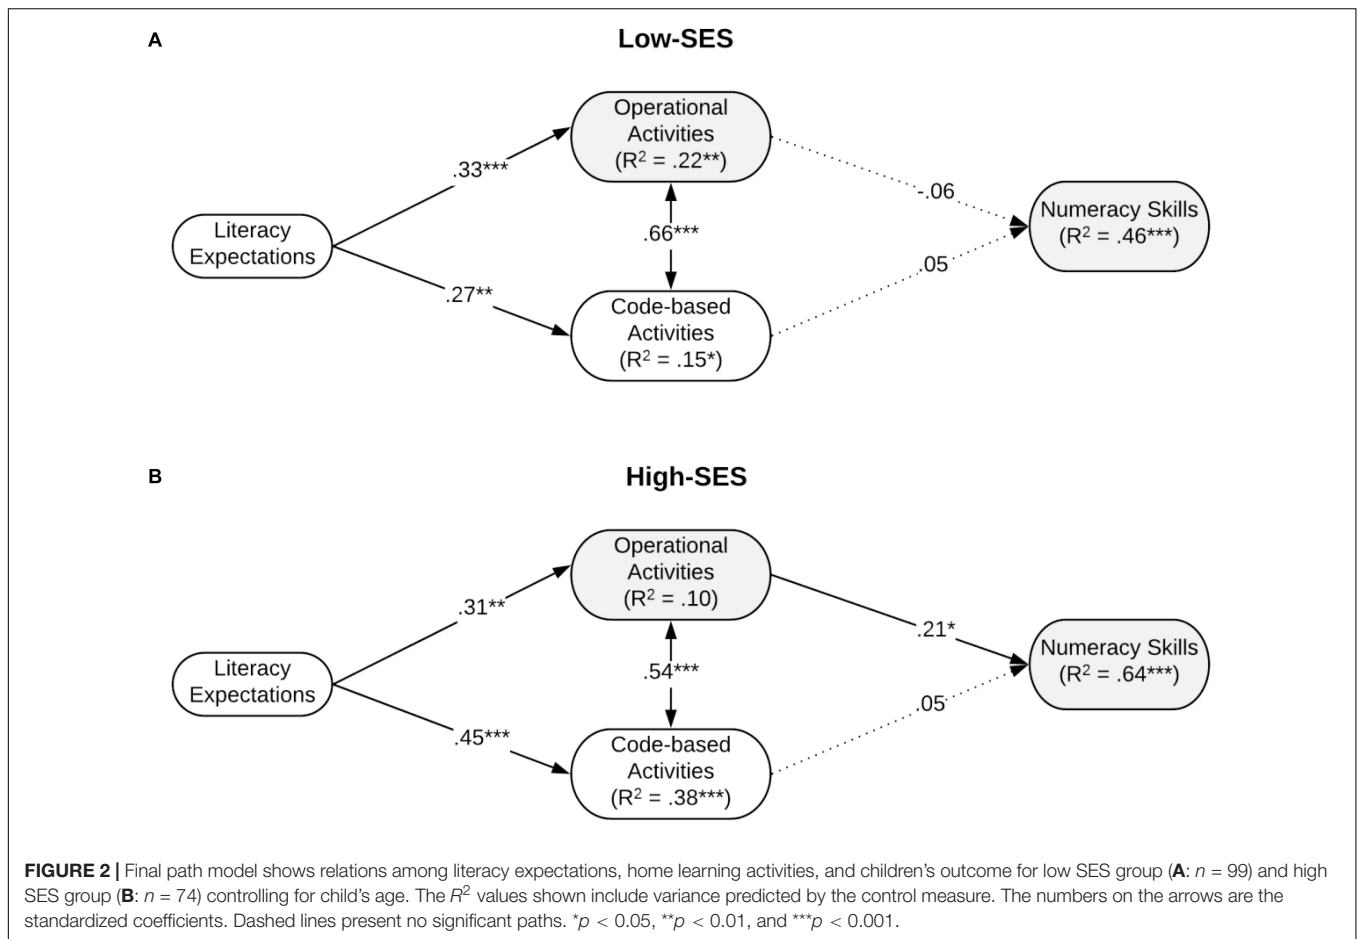 A
Low-SES
Operational
Activities
(R² = .22**)
.33***
-.06
Literacy
Expectations
.66***
Numeracy Skills
(R² = .46***)
.27**
.05
Code-based
Activities
(R² = .15*)
B
High-SES
Operational
Activities
(R² = .10)
.31**
.21*
Literacy
Expectations
.54***
Numeracy Skills
(R² = .64***)
.45***
.05
Code-based
Activities
(R² = .38***)
FIGURE 2 | Final path model shows relations among literacy expectations, home learning activities, and children’s outcome for low SES group (A: n = 99) and high
SES group (B: n = 74) controlling for child’s age. The R² values shown include variance predicted by the control measure. The numbers on the arrows are the
standardized coefficients. Dashed lines present no significant paths. *p < 0.05, **p < 0.01, and ***p < 0.001.